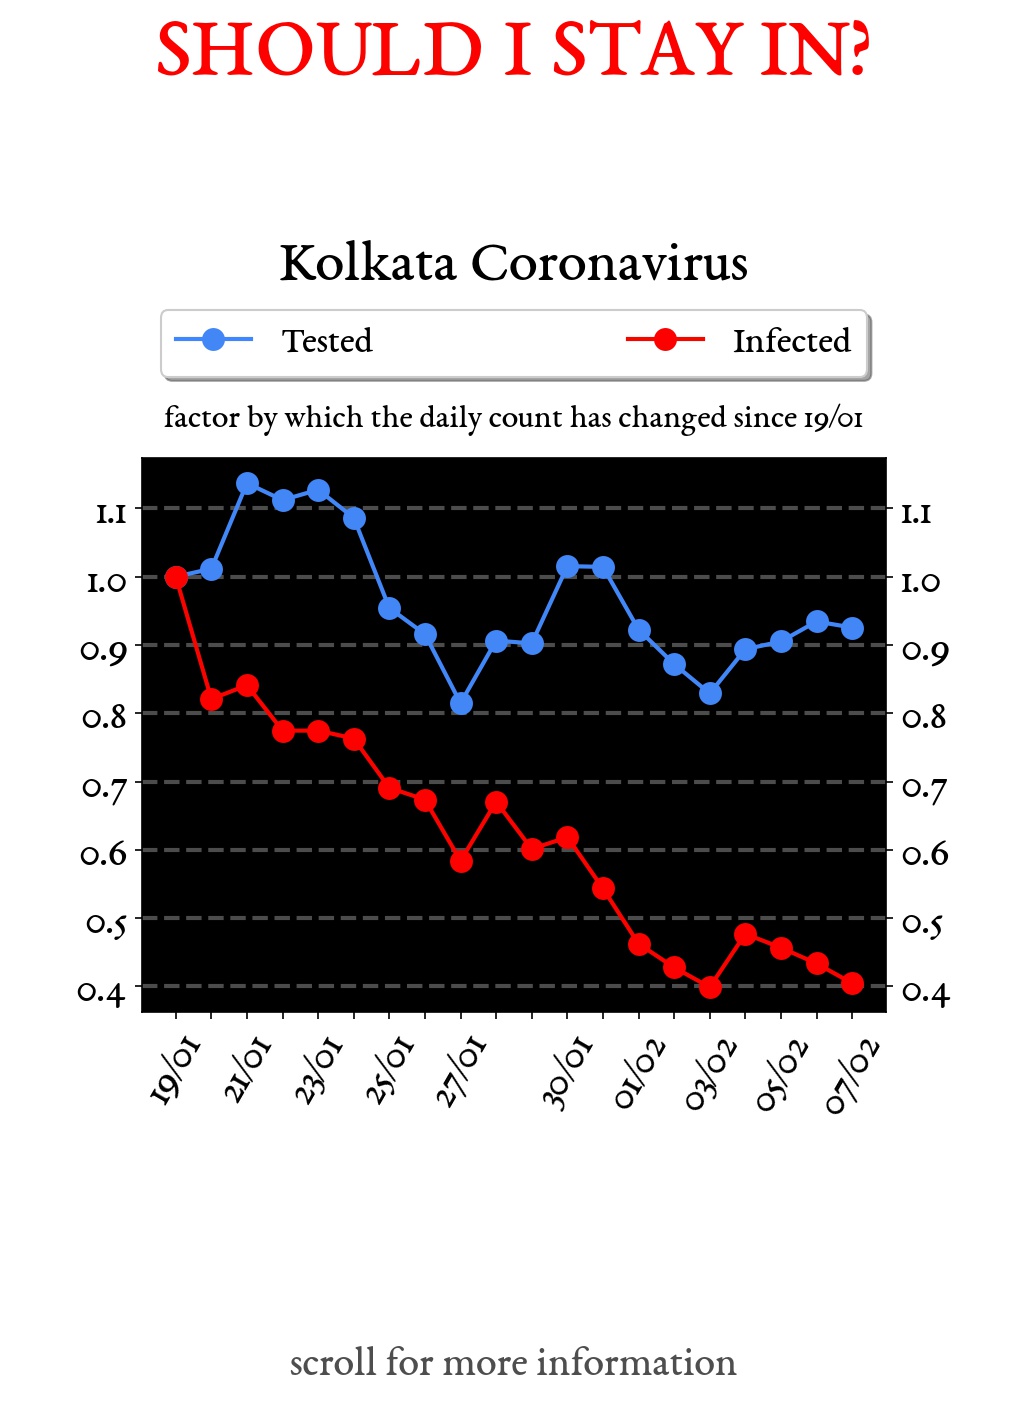 SHOULD I STAY IN?
Kolkata Coronavirus
Tested Infected
factor by which the daily count has changed since 19/01
1.1 1.1
1.0 1.0
0.9 0.9
0.8 0.8
0.7 0.7
0.6 0.6
0.5 0.5
0.4 0.4
19/01 21/01 23/01 25/01 27/01 30/01 01/02 03/02 05/02 07/02
scroll for more information